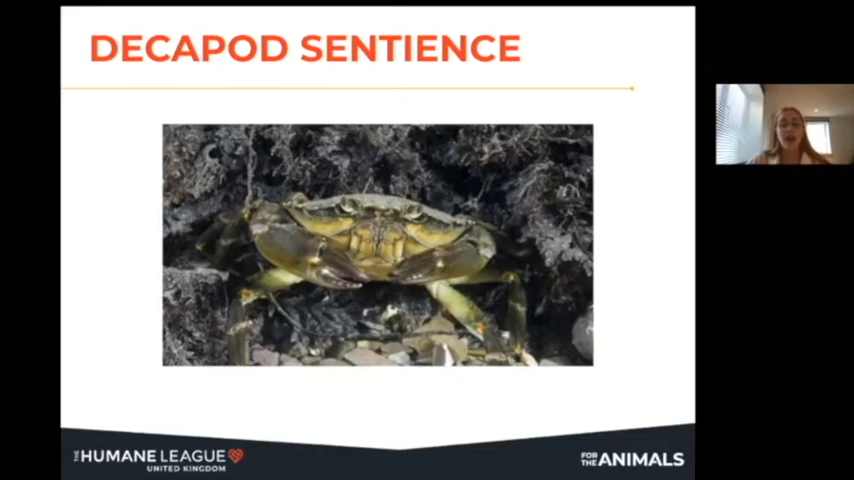 DECAPOD SENTIENCE
THE HUMANE LEAGUE
UNITED KINGDOM
FOR THE ANIMALS